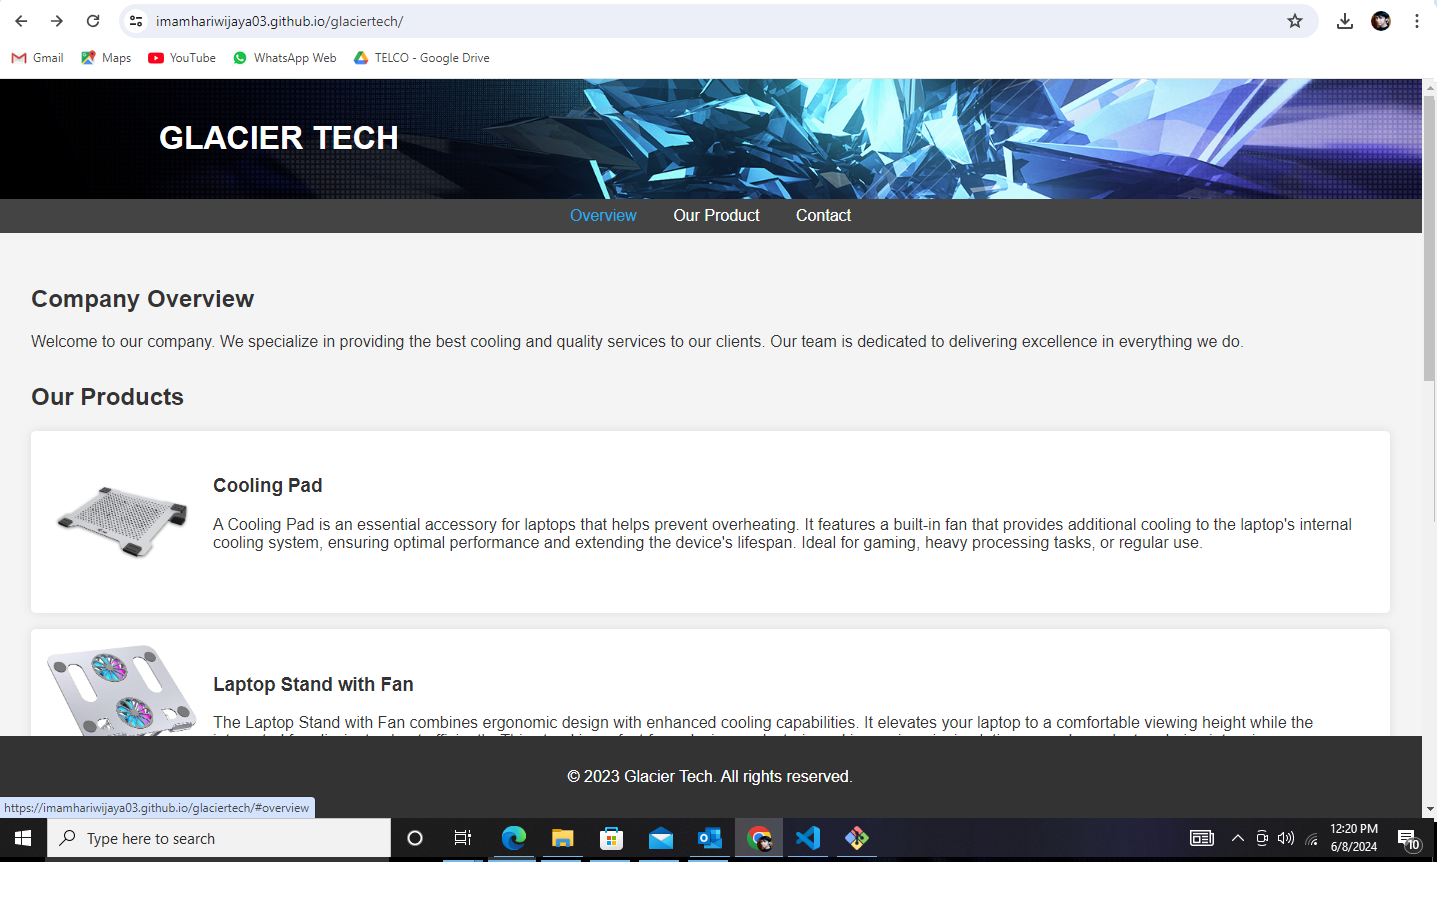 imamhariwijaya03.github.io/glaciertech/
Gmail
Maps
YouTube
WhatsApp Web
TELCO - Google Drive
GLACIER TECH
Overview
Our Product
Contact
Company Overview
Welcome to our company. We specialize in providing the best cooling and quality services to our clients. Our team is dedicated to delivering excellence in everything we do.
Our Products
Cooling Pad
A Cooling Pad is an essential accessory for laptops that helps prevent overheating. It features a built-in fan that provides additional cooling to the laptop's internal
cooling system, ensuring optimal performance and extending the device's lifespan. Ideal for gaming, heavy processing tasks, or regular use.
Laptop Stand with Fan
The Laptop Stand with Fan combines ergonomic design with enhanced cooling capabilities. It elevates your laptop to a comfortable viewing height while the
© 2023 Glacier Tech. All rights reserved.
https://imamhariwijaya03.github.io/glaciertech/#overview
Type here to search
12:20 PM
6/8/2024
10